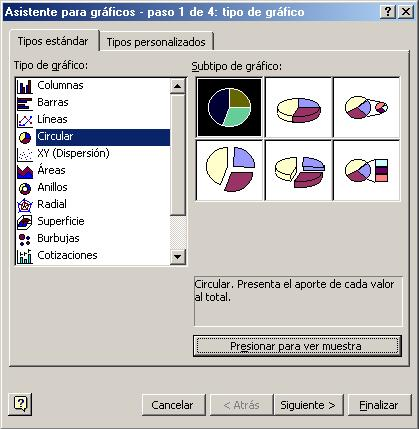 Asistente para gráficos - paso 1 de 4: tipo de gráfico
Tipos estándar
Tipos personalizados
Tipo de gráfico:
Columnas
Barras
Líneas
Circular
XY (Dispersión)
Áreas
Anillos
Radial
Superficie
Burbujas
Cotizaciones
Subtipo de gráfico:
Circular. Presenta el aporte de cada valor
al total.
Presionar para ver muestra
Cancelar
< Atrás
Siguiente >
Finalizar